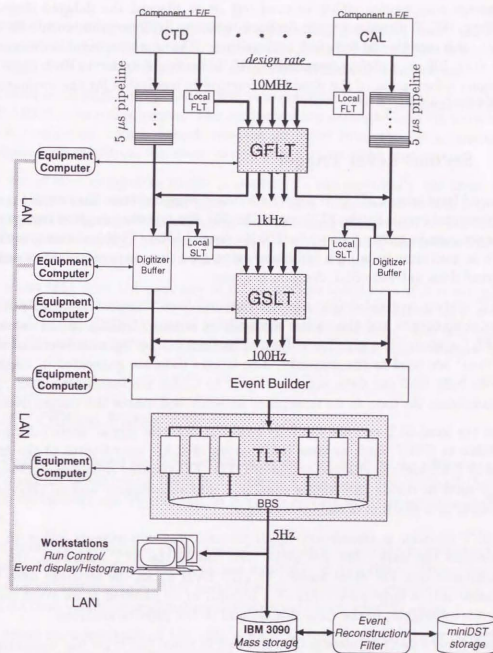 Component 1 F/E
Component n F/E
CTD
CAL
design rate
Local
FLT
10MHz
Local
FLT
5 μs pipeline
5 μs pipeline
Equipment
Computer
GFLT
LAN
1kHz
Local
SLT
Local
SLT
Equipment
Computer
Digitizer
Buffer
Digitizer
Buffer
Equipment
Computer
GSLT
100Hz
Equipment
Computer
Event Builder
LAN
Equipment
Computer
TLT
BBS
5Hz
Workstations
Run Control/
Event display/Histograms
LAN
IBM 3090
Mass storage
Event
Reconstruction/
Filter
miniDST
storage